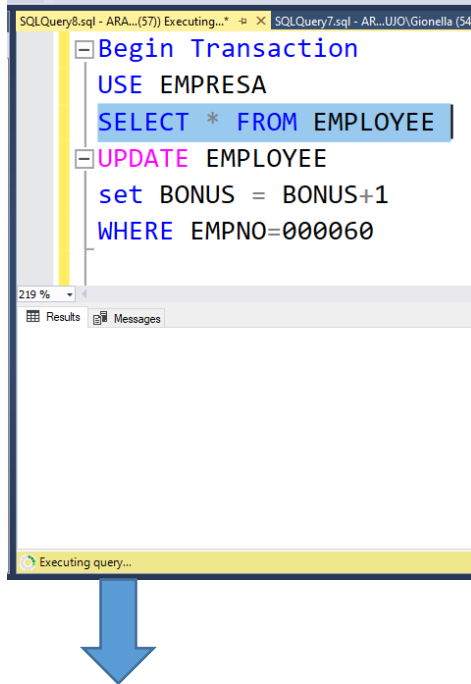 SQLQuery8.sql - ARA...(57)) Executing...* SQLQuery7.sql - AR...UJO\Gionella (54
Begin Transaction
USE EMPRESA
SELECT * FROM EMPLOYEE
UPDATE EMPLOYEE
set BONUS = BONUS+1
WHERE EMPNO=000060
219 %
Results Messages
Executing query...